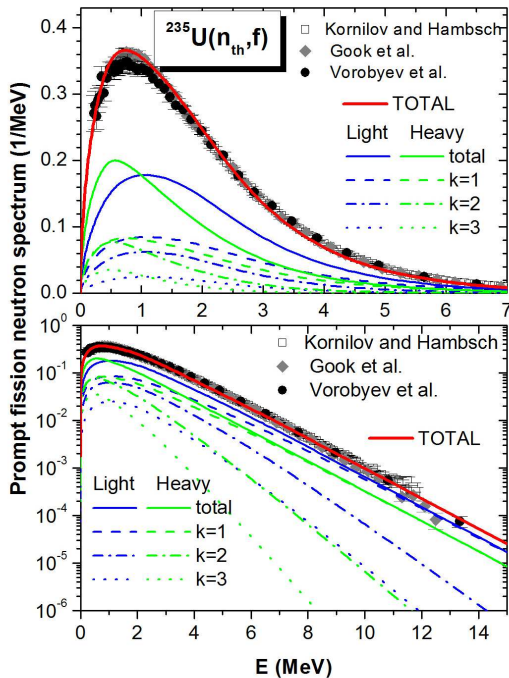 ²³⁵U(nth,f)
Kornilov and Hambsch
Gook et al.
Vorobyev et al.
TOTAL
Light Heavy
total
k=1
k=2
k=3
0.4
0.3
0.2
0.1
0.0
0 1 2 3 4 5 6 7
Prompt fission neutron spectrum (1/MeV)
Kornilov and Hambsch
Gook et al.
Vorobyev et al.
TOTAL
Light Heavy
total
k=1
k=2
k=3
10⁰
10⁻¹
10⁻²
10⁻³
10⁻⁴
10⁻⁵
10⁻⁶
0 2 4 6 8 10 12 14
E (MeV)